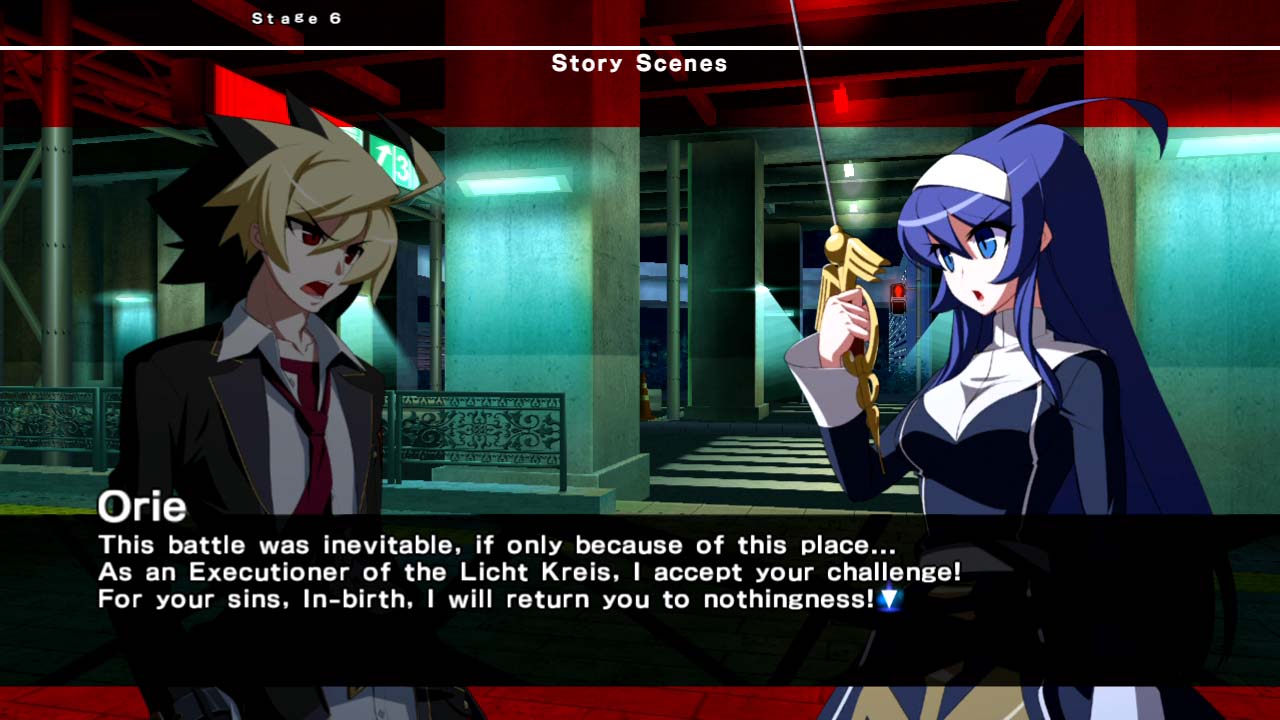 Stage 6
Story Scenes
3
Orie
This battle was inevitable, if only because of this place...
As an Executioner of the Licht Kreis, I accept your challenge!
For your sins, In-birth, I will return you to nothingness!